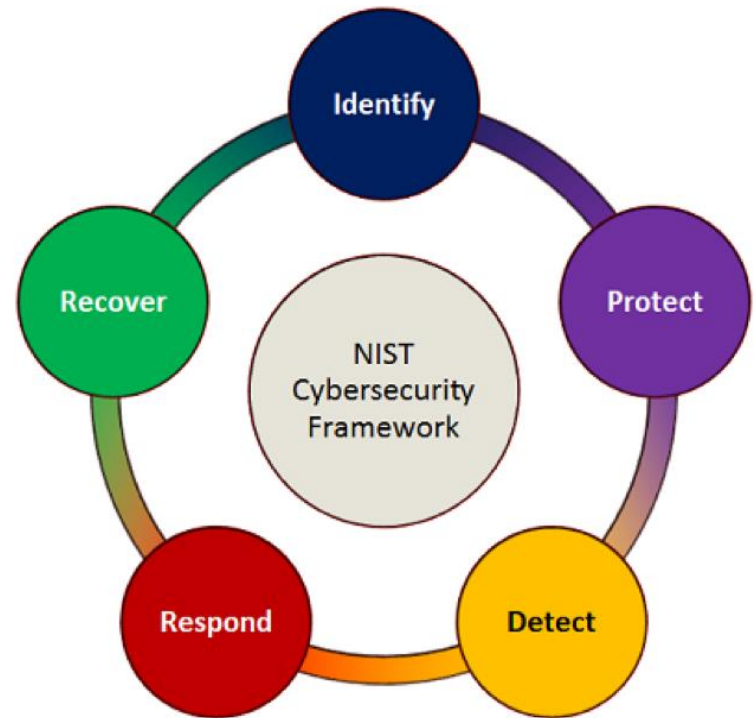 Identify
Protect
Detect
Respond
Recover
NIST
Cybersecurity
Framework